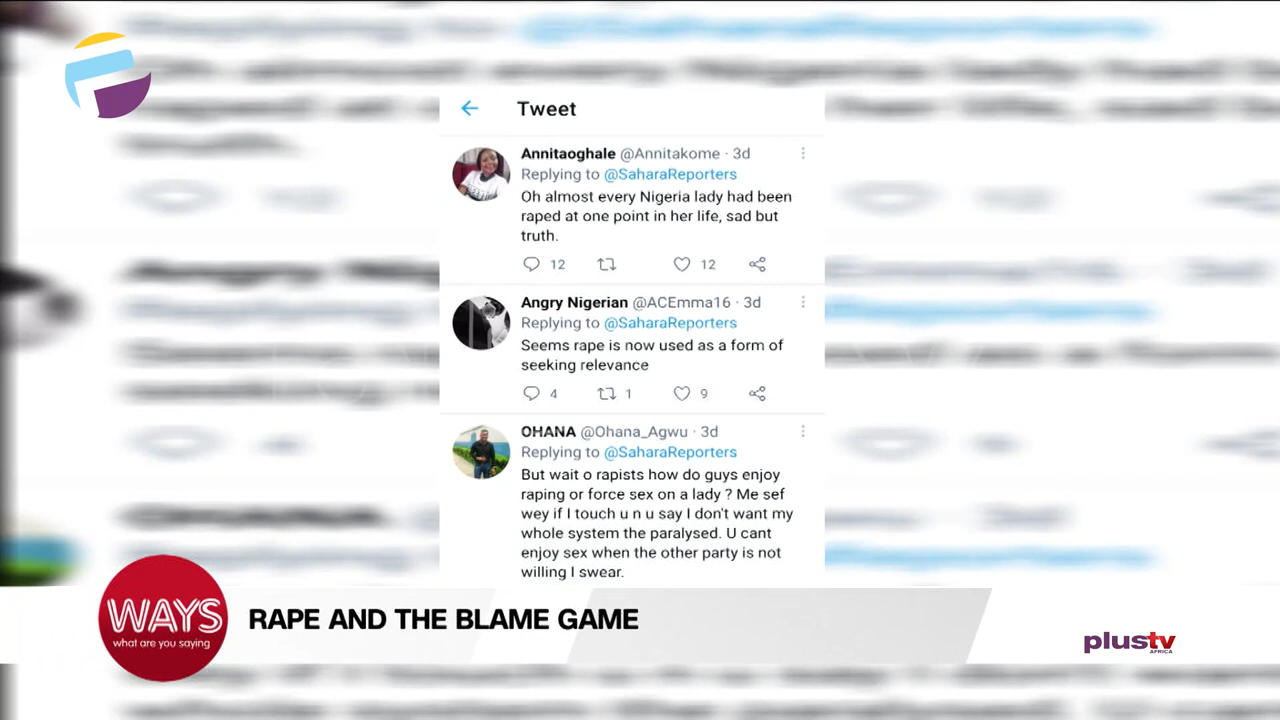 Tweet
Annitaoghale @Annitakome · 3d
Replying to @SaharaReporters
Oh almost every Nigeria lady had been
raped at one point in her life, sad but
truth.
12 12
Angry Nigerian @ACEmma16 · 3d
Replying to @SaharaReporters
Seems rape is now used as a form of
seeking relevance
4 1 9
OHANA @Ohana_Agwu · 3d
Replying to @SaharaReporters
But wait o rapists how do guys enjoy
raping or force sex on a lady ? Me sef
wey if I touch u n u say I don't want my
whole system the paralysed. U cant
enjoy sex when the other party is not
willing I swear.
WAYS
what are you saying
RAPE AND THE BLAME GAME
plustv
AFRICA